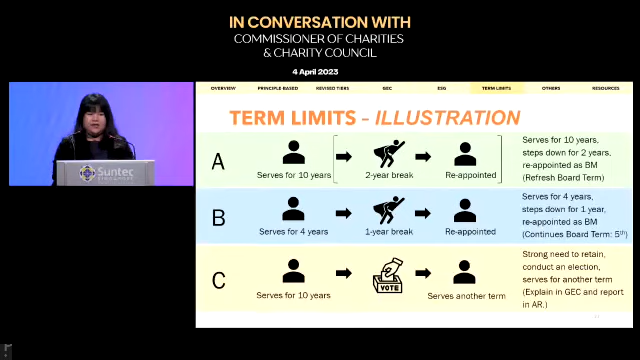 IN CONVERSATION WITH
COMMISSIONER OF CHARITIES
& CHARITY COUNCIL
4 April 2023
OVERVIEW PRINCIPLE-BASED REVISED TIERS GEC ESG TERM LIMITS OTHERS RESOURCES
TERM LIMITS - ILLUSTRATION
A
Serves for 10 years
2-year break
Re-appointed
Serves for 10 years,
steps down for 2 years,
re-appointed as BM
(Refresh Board Term)
B
Serves for 4 years
1-year break
Re-appointed
Serves for 4 years,
steps down for 1 year,
re-appointed as BM
(Continues Board Term: 5th)
C
Serves for 10 years
VOTE
Serves another term
Strong need to retain,
conduct an election,
serves for another term
(Explain in GEC and report
in AR.)
Suntec